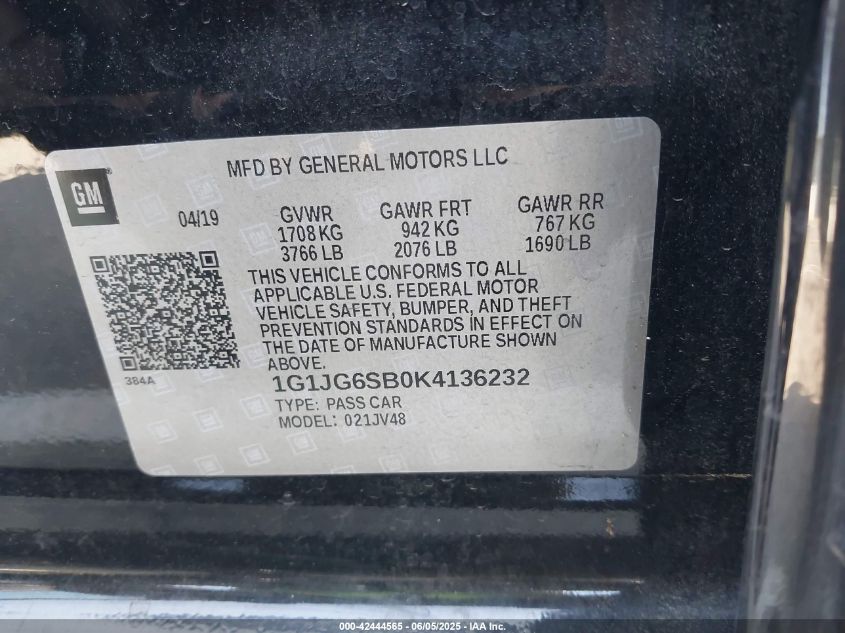 MFD BY GENERAL MOTORS LLC
GM
04/19
GVWR
1708 KG
3766 LB
GAWR FRT
942 KG
2076 LB
GAWR RR
767 KG
1690 LB
THIS VEHICLE CONFORMS TO ALL
APPLICABLE U.S. FEDERAL MOTOR
VEHICLE SAFETY, BUMPER, AND THEFT
PREVENTION STANDARDS IN EFFECT ON
THE DATE OF MANUFACTURE SHOWN
ABOVE.
384A
1G1JG6SB0K4136232
TYPE: PASS CAR
MODEL: 021JV48
000-42444565 - 06/05/2025 - IAA Inc.